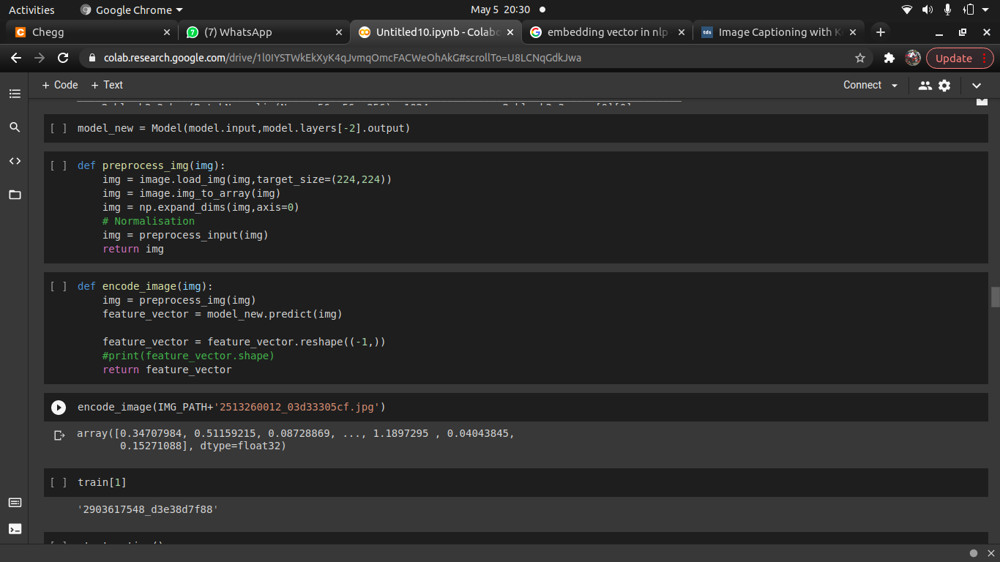 Activities
Google Chrome
May 5 20:30
Chegg
(7) WhatsApp
Untitled10.ipynb - Colabo
embedding vector in nlp
tds
Image Captioning with K
colab.research.google.com/drive/1l0IYSTWkEkXyK4qJvmqOmcFACWeOhAkG#scrollTo=U8LCNqGdkJwa
Update
+ Code + Text
Connect
[ ] model_new = Model(model.input,model.layers[-2].output)
[ ] def preprocess_img(img):
img = image.load_img(img,target_size=(224,224))
img = image.img_to_array(img)
img = np.expand_dims(img,axis=0)
# Normalisation
img = preprocess_input(img)
return img
[ ] def encode_image(img):
img = preprocess_img(img)
feature_vector = model_new.predict(img)
feature_vector = feature_vector.reshape((-1,))
#print(feature_vector.shape)
return feature_vector
encode_image(IMG_PATH+'2513260012_03d33305cf.jpg')
array([0.34707984, 0.51159215, 0.08728869, ..., 1.1897295 , 0.04043845,
0.15271088], dtype=float32)
[ ] train[1]
'2903617548_d3e38d7f88'